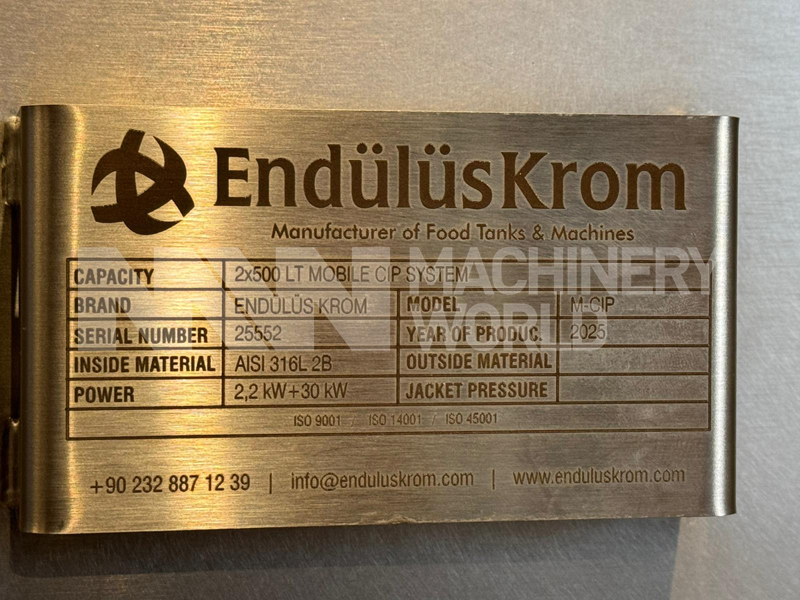 EndülüsKrom
Manufacturer of Food Tanks & Machines
CAPACITY 2x500 LT MOBILE CIP SYSTEM
BRAND ENDÜLÜS KROM MODEL M-CIP
SERIAL NUMBER 25552 YEAR OF PRODUC. 2025
INSIDE MATERIAL AISI 316L 2B OUTSIDE MATERIAL
POWER 2,2 kW+30 kW JACKET PRESSURE
ISO 9001 / ISO 14001 / ISO 45001
+90 232 887 12 39 | info@enduluskrom.com | www.enduluskrom.com
MACHINERY
WORLD